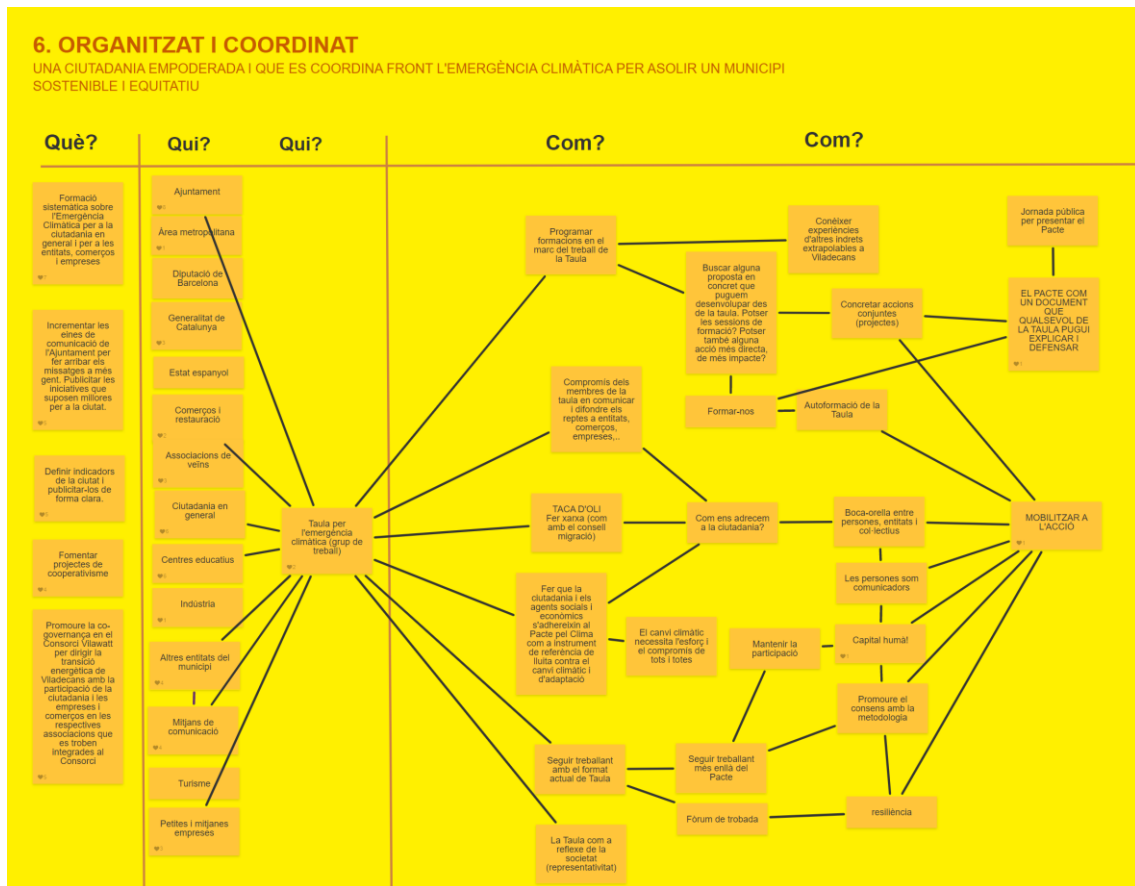 6. ORGANITZAT I COORDINAT
UNA CIUTADANIA EMPODERADA I QUE ES COORDINA FRONT L'EMERGÈNCIA CLIMÀTICA PER ASOLIR UN MUNICIPI
SOSTENIBLE I EQUITATIU
Què?
Qui?
Qui?
Com?
Com?
Formació
sistemàtica sobre
l'Emergència
Climàtica per a la
ciutadania en
general i per a les
entitats, comerços
i empreses
Incrementar les
eines de
comunicació de
l'Ajuntament per
fer arribar els
missatges a més
gent. Publicitar les
iniciatives que
suposen millores
per a la ciutat.
Definir indicadors
de la ciutat i
publicitar-los de
forma clara.
Fomentar
projectes de
cooperativisme
Promoure la co-
governança en el
Consorci Vilawatt
per dirigir la
transició
energètica de
Viladecans amb la
participació de la
ciutadania i les
empreses i
comerços en les
respectives
associacions que
es troben
integrades al
Consorci
Ajuntament
Àrea metropolitana
Diputació de
Barcelona
Generalitat de
Catalunya
Estat espanyol
Comerços i
restauració
Associacions de
veïns
Ciutadania en
general
Centres educatius
Indústria
Altres entitats del
municipi
Mitjans de
comunicació
Turisme
Petites i mitjanes
empreses
Taula per
l'emergència
climàtica (grup de
treball)
Programar
formacions en el
marc del treball de
la Taula
Conèixer
experiències
d'altres indrets
extrapolables a
Viladecans
Jornada pública
per presentar el
Pacte
Buscar alguna
proposta en
concret que
puguem
desenvolupar des
de la taula. Potser
les sessions de
formació? Potser
també alguna
acció més directa,
de més impacte?
Concretar accions
conjuntes
(projectes)
EL PACTE COM
UN DOCUMENT
QUE
QUALSEVOL DE
LA TAULA PUGUI
EXPLICAR I
DEFENSAR
Compromís dels
membres de la
taula en comunicar
i difondre els
reptes a entitats,
comerços,
empreses,..
Formar-nos
Autoformació de la
Taula
TACA D'OLI
Fer xarxa (com
amb el consell
migració)
Com ens adrecem
a la ciutadania?
Boca-orella entre
persones, entitats i
col·lectius
MOBILITZAR A
L'ACCIÓ
Les persones som
comunicadors
Fer que la
ciutadania i els
agents socials i
econòmics
s'adhereixin al
Pacte pel Clima
com a instrument
de referència de
lluita contra el
canvi climàtic i
d'adaptació
El canvi climàtic
necessita l'esforç i
el compromís de
tots i totes
Mantenir la
participació
Capital humà!
Promoure el
consens amb la
metodologia
Seguir treballant
amb el format
actual de Taula
Seguir treballant
més enllà del
Pacte
Fòrum de trobada
resiliència
La Taula com a
reflexe de la
societat
(representativitat)